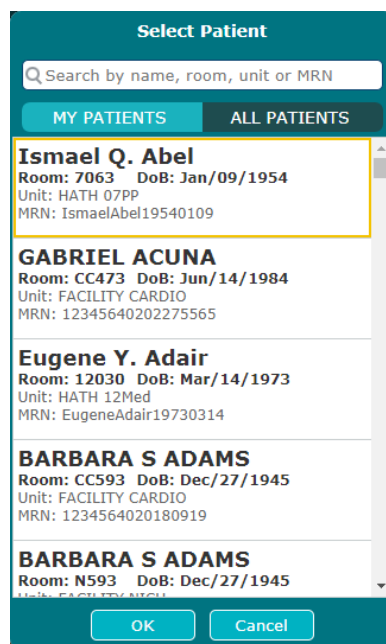 Select Patient
Search by name, room, unit or MRN
MY PATIENTS ALL PATIENTS
Ismael Q. Abel
Room: 7063 DoB: Jan/09/1954
Unit: HATH 07PP
MRN: IsmaelAbel19540109
GABRIEL ACUNA
Room: CC473 DoB: Jun/14/1984
Unit: FACILITY CARDIO
MRN: 12345640202275565
Eugene Y. Adair
Room: 12030 DoB: Mar/14/1973
Unit: HATH 12Med
MRN: EugeneAdair19730314
BARBARA S ADAMS
Room: CC593 DoB: Dec/27/1945
Unit: FACILITY CARDIO
MRN: 1234564020180919
BARBARA S ADAMS
Room: N593 DoB: Dec/27/1945
Unit: FACILITY
OK Cancel